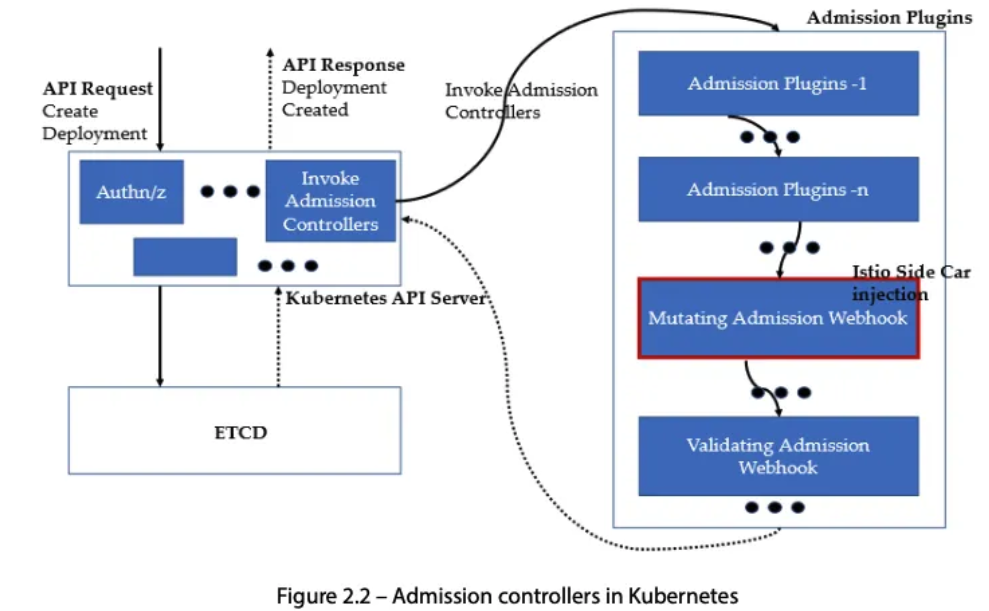 Admission Plugins
API Request
Create
Deployment
API Response
Deployment
Created
Invoke Admission
Controllers
Admission Plugins -1
Authn/z
Invoke
Admission
Controllers
Admission Plugins -n
Kubernetes API Server
Istio Side Car
injection
Mutating Admission Webhook
ETCD
Validating Admission
Webhook
Figure 2.2 – Admission controllers in Kubernetes